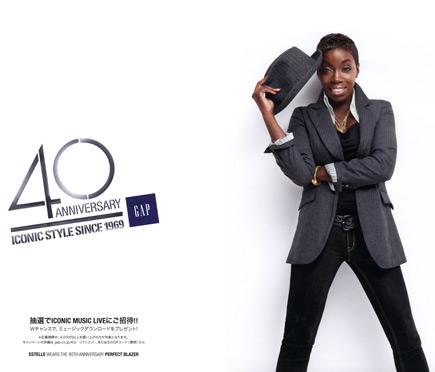 40
ANNIVERSARY
GAP
ICONIC STYLE SINCE 1969
抽選でICONIC MUSIC LIVEにご招待!!
Wチャンスで、ミュージックダウンロードをプレゼント!
ESTELLE WEARS THE 40TH ANNIVERSARY PERFECT BLAZER